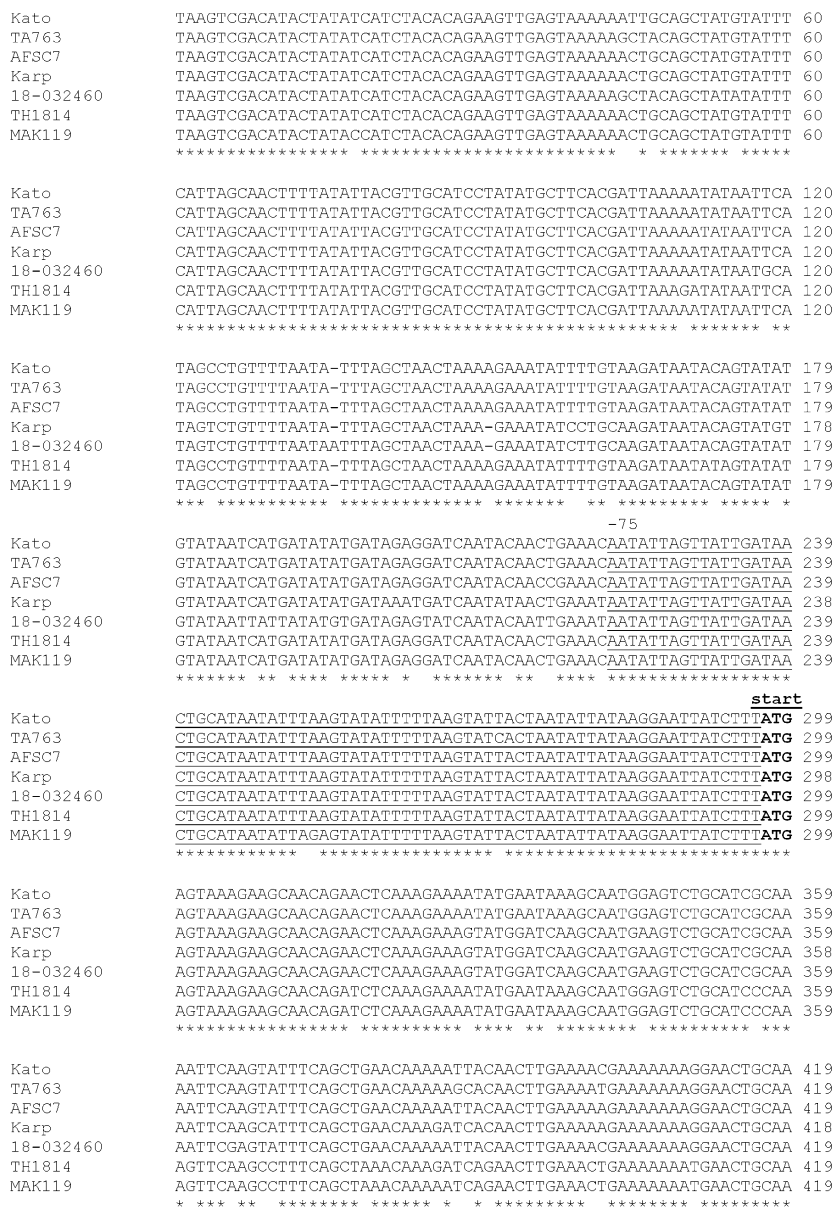 Kato TAAGTCGACATACTATATCATCTACACAGAAGTTGAGTAAAAAAATTGCAGCTATGTATTT 60
TA763 TAAGTCGACATACTATATCATCTACACAGAAGTTGAGTAAAAAGCTACAGCTATGTATTT 60
AFSC7 TAAGTCGACATACTATATCATCTACACAGAAGTTGAGTAAAAAACTGCAGCTATGTATTT 60
Karp TAAGTCGACATACTATATCATCTACACAGAAGTTGAGTAAAAAACTGCAGCTATGTATTT 60
18-032460 TAAGTCGACATACTATATCATCTACACAGAAGTTGAGTAAAAAGCTACAGCTATATATTT 60
TH1814 TAAGTCGACATACTATATCATCTACACAGAAGTTGAGTAAAAAACTGCAGCTATGTATTT 60
MAK119 TAAGTCGACATACTATACCATCTACACAGAAGTTGAGTAAAAAACTGCAGCTATGTATTT 60
***************** *************************  * ******* *****
Kato CATTAGCAACTTTTATATTACGTTGCATCCTATATGCTTCACGATTAAAAATATAATTCA 120
TA763 CATTAGCAACTTTTATATTACGTTGCATCCTATATGCTTCACGATTAAAAATATAATTCA 120
AFSC7 CATTAGCAACTTTTATATTACGTTGCATCCTATATGCTTCACGATTAAAAATATAATTCA 120
Karp CATTAGCAACTTTTATATTACGTTGCATCCTATATGCTTCACGATTAAAAATATAATTCA 120
18-032460 CATTAGCAACTTTTATATTACGTTGCATCCTATATGCTTCACGATTAAAAATATAATGCA 120
TH1814 CATTAGCAACTTTTATATTACGTTGCATCCTATATGCTTCACGATTAAAGATATAATTCA 120
MAK119 CATTAGCAACTTTTATATTACGTTGCATCCTATATGCTTCACGATTAAAAATATAATTCA 120
************************************************* ******* **
Kato TAGCCTGTTTTAATA-TTTAGCTAACTAAAAGAAATATTTTGTAAGATAATACAGTATAT 179
TA763 TAGCCTGTTTTAATA-TTTAGCTAACTAAAAGAAATATTTTGTAAGATAATACAGTATAT 179
AFSC7 TAGCCTGTTTTAATA-TTTAGCTAACTAAAAGAAATATTTTGTAAGATAATACAGTATAT 179
Karp TAGTCTGTTTTAATA-TTTAGCTAACTAAA-GAAATATCCTGCAAGATAATACAGTATGT 178
18-032460 TAGTCTGTTTTAATAATTTAGCTAACTAAA-GAAATATCTTGCAAGATAATACAGTATAT 179
TH1814 TAGCCTGTTTTAATA-TTTAGCTAACTAAAAGAAATATTTTGTAAGATAATATAGTATAT 179
MAK119 TAGCCTGTTTTAATA-TTTAGCTAACTAAAAGAAATATTTTGTAAGATAATACAGTATAT 179
*** *********** ************** *******  ** ********* ***** *
-75
Kato GTATAATCATGATATATGATAGAGGATCAATACAACTGAAACAATATTAGTTATTGATAA 239
TA763 GTATAATCATGATATATGATAGAGGATCAATACAACTGAAACAATATTAGTTATTGATAA 239
AFSC7 GTATAATCATGATATATGATAGAGGATCAATACAACCGAAACAATATTAGTTATTGATAA 239
Karp GTATAATCATGATATATGATAAATGATCAATATAACTGAAATAATATTAGTTATTGATAA 238
18-032460 GTATAATTATTATATGTGATAGAGTATCAATACAATTGAAATAATATTAGTTATTGATAA 239
TH1814 GTATAATCATGATATATGATAGAGGATCAATACAACTGAAACAATATTAGTTATTGATAA 239
MAK119 GTATAATCATGATATATGATAGAGGATCAATACAACTGAAACAATATTAGTTATTGATAA 239
******* ** **** ***** *  ******* **  **** ******************
start
Kato CTGCATAATATTTAAGTATATTTTTAAGTATTACTAATATTATAAGGAATTATCTTTATG 299
TA763 CTGCATAATATTTAAGTATATTTTTAAGTATCACTAATATTATAAGGAATTATCTTTATG 299
AFSC7 CTGCATAATATTTAAGTATATTTTTAAGTATTACTAATATTATAAGGAATTATCTTTATG 299
Karp CTGCATAATATTTAAGTATATTTTTAAGTATTACTAATATTATAAGGAATTATCTTTATG 298
18-032460 CTGCATAATATTTAAGTATATTTTTAAGTATTACTAATATTATAAGGAATTATCTTTATG 299
TH1814 CTGCATAATATTTAAGTATATTTTTAAGTATTACTAATATTATAAGGAATTATCTTTATG 299
MAK119 CTGCATAATATTAGAGTATATTTTTAAGTATTACTAATATTATAAGGAATTATCTTTATG 299
************  ***************** ****************************
Kato AGTAAAGAAGCAACAGAACTCAAAGAAAATATGAATAAAGCAATGGAGTCTGCATCGCAA 359
TA763 AGTAAAGAAGCAACAGAACTCAAAGAAAATATGAATAAAGCAATGGAGTCTGCATCGCAA 359
AFSC7 AGTAAAGAAGCAACAGAACTCAAAGAAAGTATGGATCAAGCAATGAAGTCTGCATCGCAA 359
Karp AGTAAAGAAGCAACAGAACTCAAAGAAAGTATGGATCAAGCAATGAAGTCTGCATCGCAA 358
18-032460 AGTAAAGAAGCAACAGAACTCAAAGAAAGTATGGATCAAGCAATGAAGTCTGCATCGCAA 359
TH1814 AGTAAAGAAGCAACAGATCTCAAAGAAAATATGAATAAAGCAATGGAGTCTGCATCCCAA 359
MAK119 AGTAAAGAAGCAACAGATCTCAAAGAAAATATGAATAAAGCAATGGAGTCTGCATCCCAA 359
***************** ********** **** ** ******** ********** ***
Kato AATTCAAGTATTTCAGCTGAACAAAAATTACAACTTGAAAACGAAAAAAAGGAACTGCAA 419
TA763 AATTCAAGTATTTCAGCTGAACAAAAAGCACAACTTGAAAATGAAAAAAAGGAACTGCAA 419
AFSC7 AATTCAAGTATTTCAGCTGAACAAAAATTACAACTTGAAAAAGAAAAAAAGGAACTGCAA 419
Karp AATTCAAGCATTTCAGCTGAACAAAGATCACAACTTGAAAAAGAAAAAAAGGAACTGCAA 418
18-032460 AATTCGAGTATTTCAGCTGAACAAAAATTACAACTTGAAAACGAAAAAAAGGAACTGCAA 419
TH1814 AGTTCAAGCCTTTCAGCTAAACAAAGATCAGAACTTGAAACTGAAAAAAATGAACTGCAA 419
MAK119 AGTTCAAGCCTTTCAGCTAAACAAAAATCAGAACTTGAAACTGAAAAAAATGAACTGCAA 419
* *** **  ******** ****** *  * *********  ******** *********